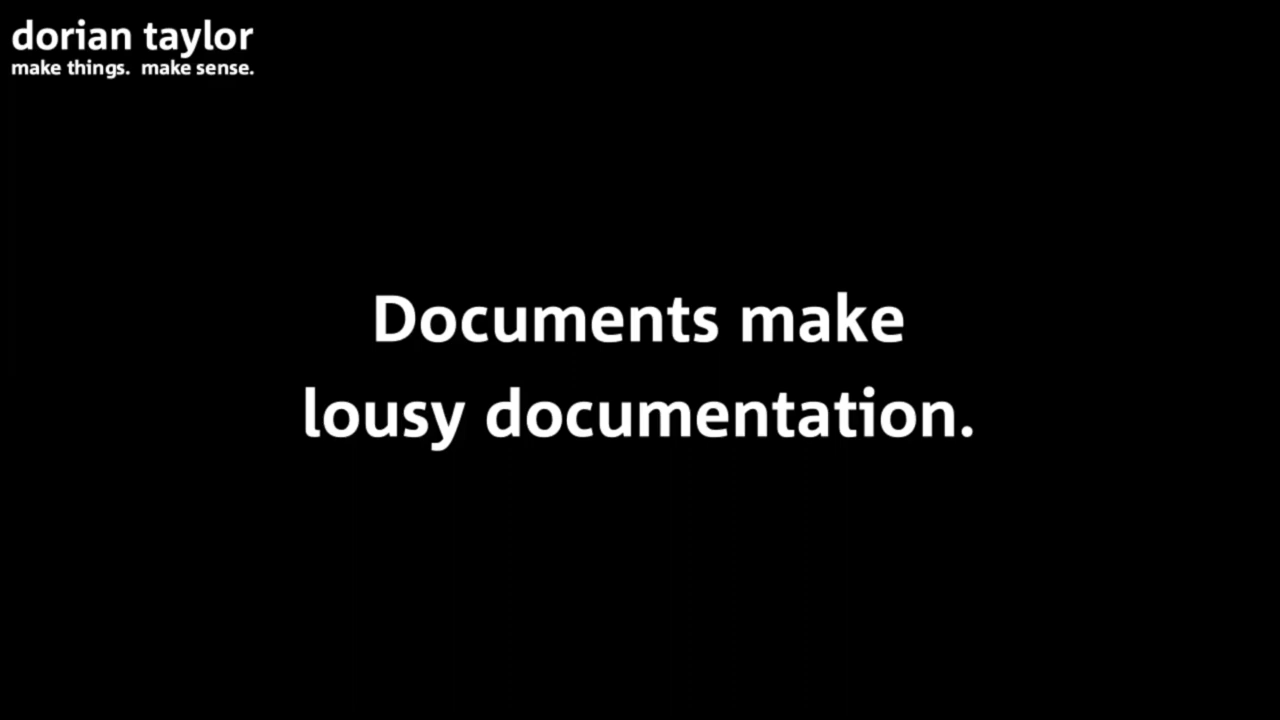 dorian taylor
make things. make sense.
Documents make
lousy documentation.